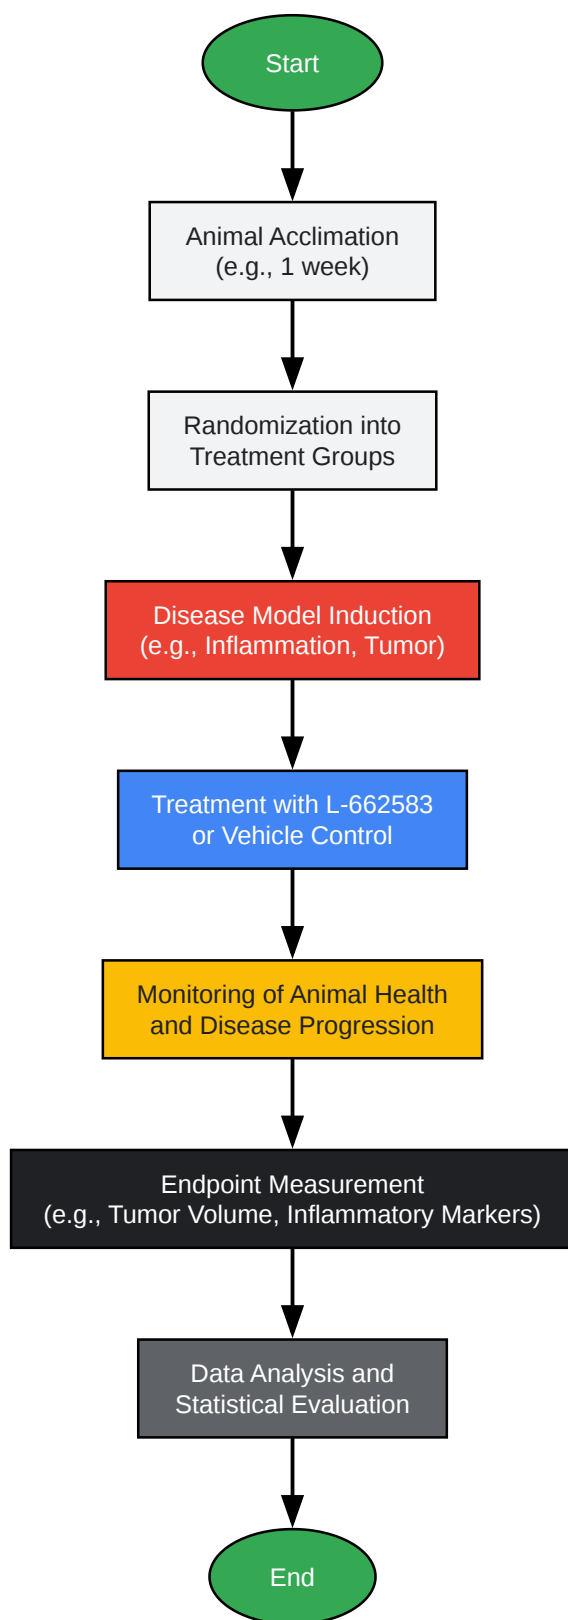 Start
Animal Acclimation
(e.g., 1 week)
Randomization into
Treatment Groups
Disease Model Induction
(e.g., Inflammation, Tumor)
Treatment with L-662583
or Vehicle Control
Monitoring of Animal Health
and Disease Progression
Endpoint Measurement
(e.g., Tumor Volume, Inflammatory Markers)
Data Analysis and
Statistical Evaluation
End